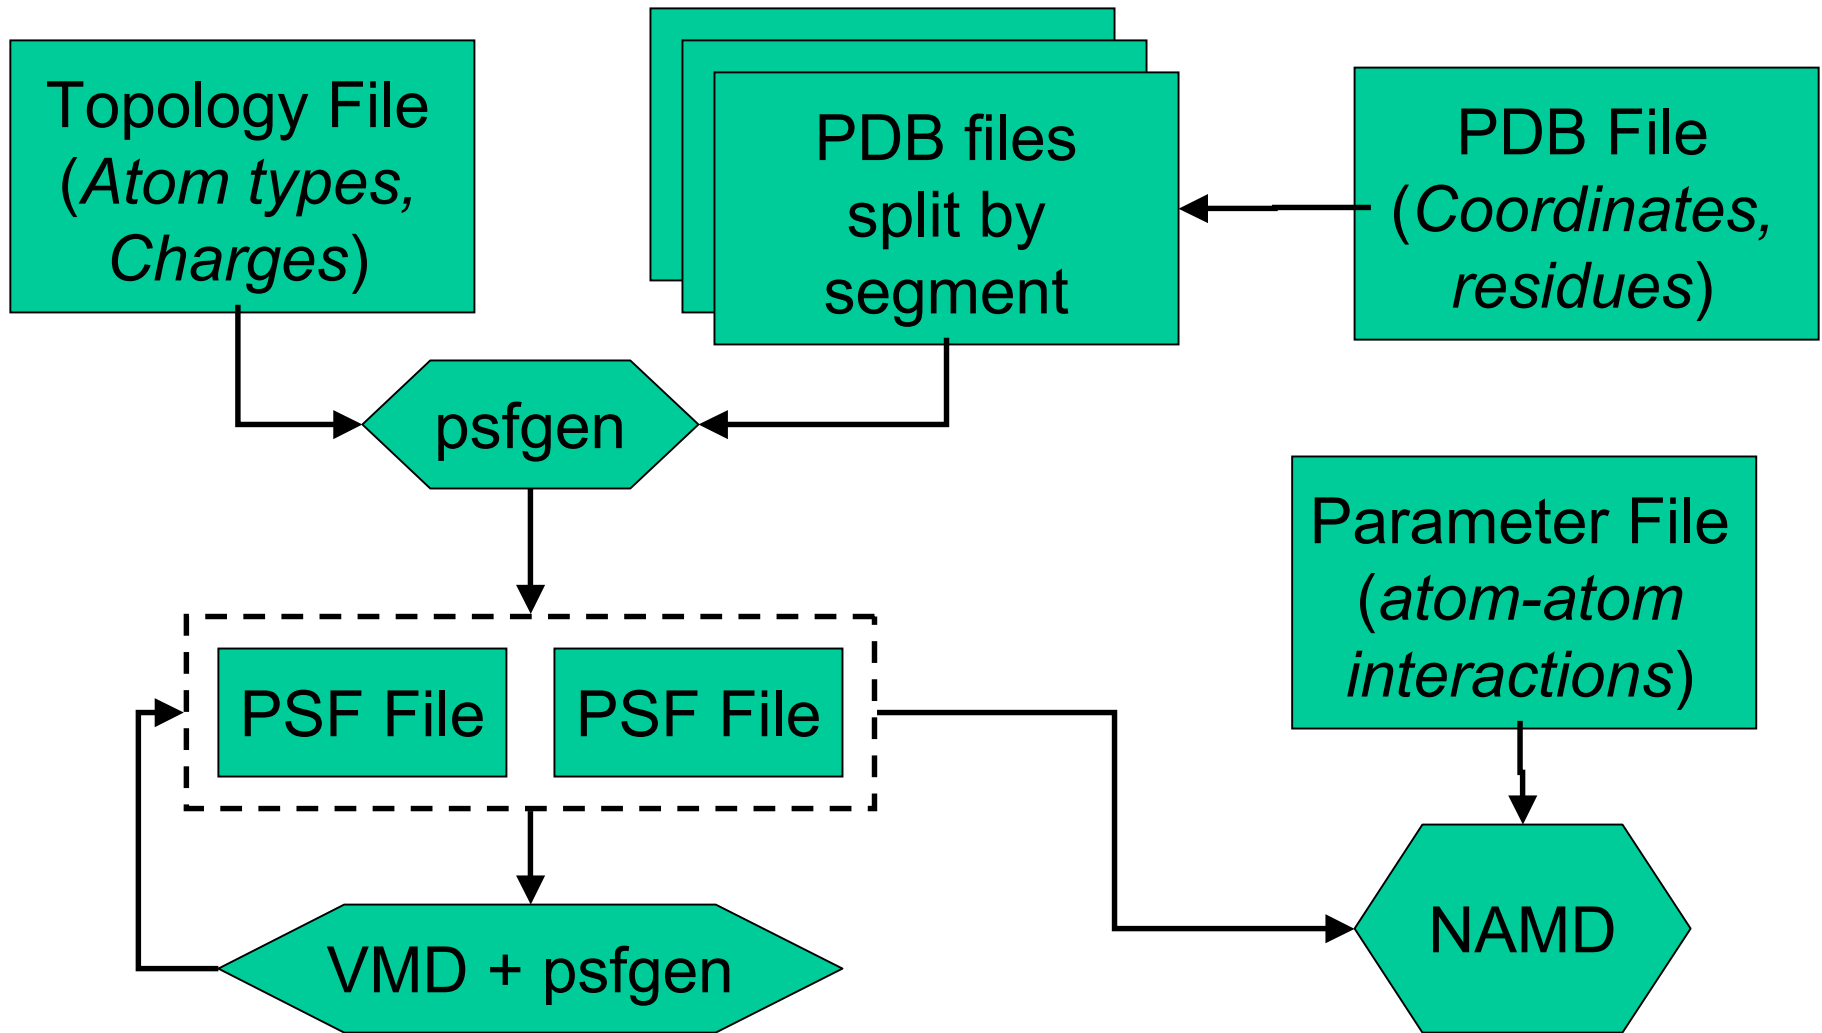 Topology File
(Atom types,
Charges)
PDB files
split by
segment
PDB File
(Coordinates,
residues)
psfgen
Parameter File
(atom-atom
interactions)
PSF File
PSF File
VMD + psfgen
NAMD